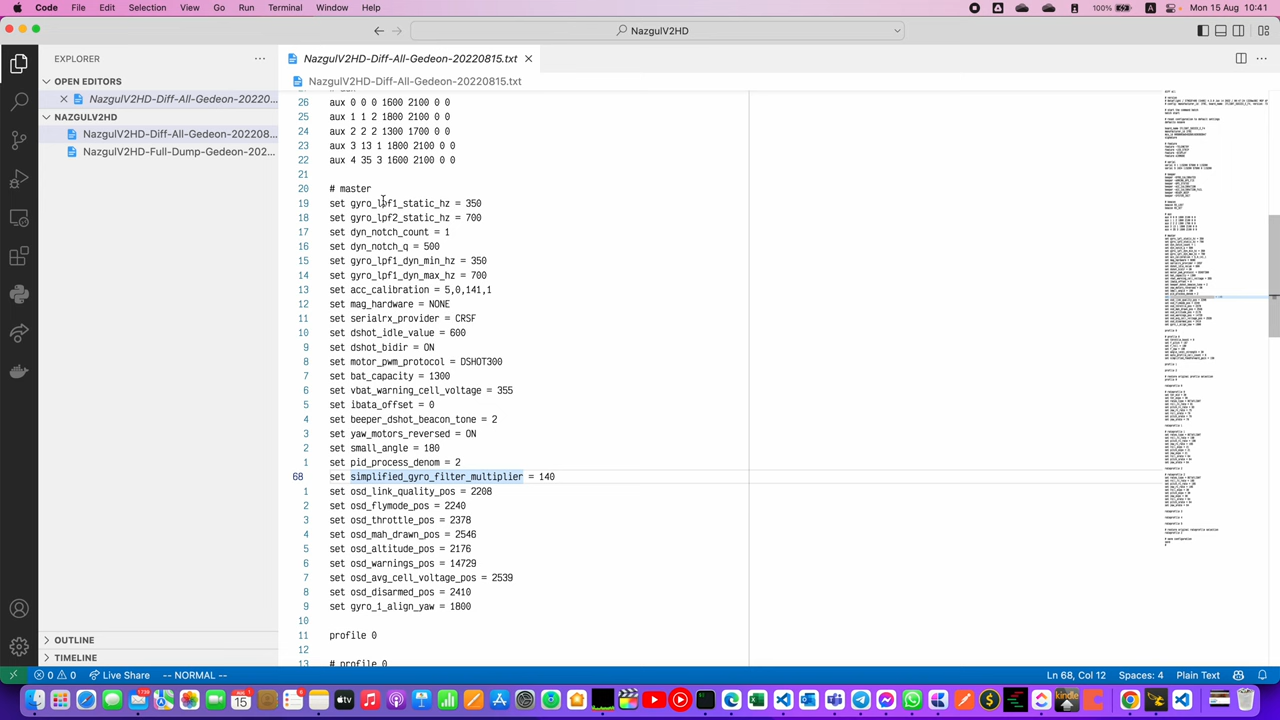 Code File Edit Selection View Go Run Terminal Window Help 100% A Mon 15 Aug 10:41
NazgulV2HD
EXPLORER
NazgulV2HD-Diff-All-Gedeon-20220815.txt
OPEN EDITORS
NazgulV2HD-Diff-All-Gedeon-20220...
NAZGULV2HD
NazgulV2HD-Diff-All-Gedeon-202208...
NazgulV2HD-Full-Dump-Gedeon-202...
NazgulV2HD-Diff-All-Gedeon-20220815.txt
26 aux 0 0 0 1600 2100 0 0
25 aux 1 1 2 1600 2100 0 0
24 aux 2 2 2 1300 1700 0 0
23 aux 3 13 1 1800 2100 0 0
22 aux 4 35 3 1600 2100 0 0
21
20 # master
19 set gyro_lpf1_static_hz = 350
18 set gyro_lpf2_static_hz = 700
17 set dyn_notch_count = 1
16 set dyn_notch_q = 500
15 set gyro_lpf1_dyn_min_hz = 350
14 set gyro_lpf1_dyn_max_hz = 700
13 set acc_calibration = 5,0,-14,1
12 set mag_hardware = NONE
11 set serialrx_provider = CRSF
10 set dshot_idle_value = 600
9 set dshot_bidir = ON
8 set motor_pwm_protocol = DSHOT300
7 set bat_capacity = 1300
6 set vbat_warning_cell_voltage = 355
5 set ibata_offset = 0
4 set beeper_dshot_beacon_tone = 2
3 set yaw_motors_reversed = ON
2 set small_angle = 180
1 set pid_process_denom = 2
68 set simplified_gyro_filter_multiplier = 140
1 set osd_link_quality_pos = 2208
2 set osd_flymode_pos = 2240
3 set osd_throttle_pos = 2378
4 set osd_mah_drawn_pos = 2546
5 set osd_altitude_pos = 2176
6 set osd_warnings_pos = 14729
7 set osd_avg_cell_voltage_pos = 2539
8 set osd_disarmed_pos = 2410
9 set gyro_1_align_yaw = 1800
10
11 profile 0
12
13 # profile 0
OUTLINE
TIMELINE
0 0 Live Share -- NORMAL -- Ln 68, Col 12 Spaces: 4 Plain Text